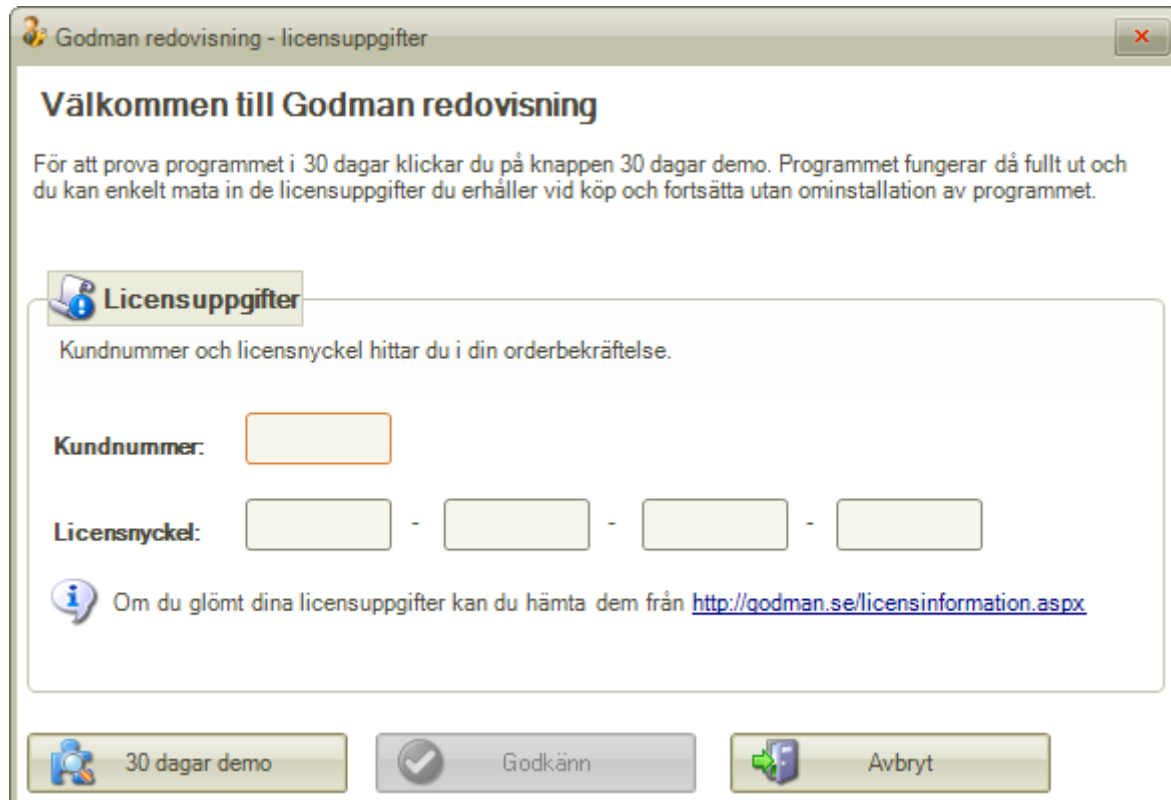 Godman redovisning - licensuppgifter
Välkommen till Godman redovisning
För att prova programmet i 30 dagar klickar du på knappen 30 dagar demo. Programmet fungerar då fullt ut och
du kan enkelt mata in de licensuppgifter du erhåller vid köp och fortsätta utan ominstallation av programmet.
Licensuppgifter
Kundnummer och licensnyckel hittar du i din orderbekräftelse.
Kundnummer:
Licensnyckel: - - -
Om du glömt dina licensuppgifter kan du hämta dem från http://godman.se/licensinformation.aspx
30 dagar demo Godkänn Avbryt